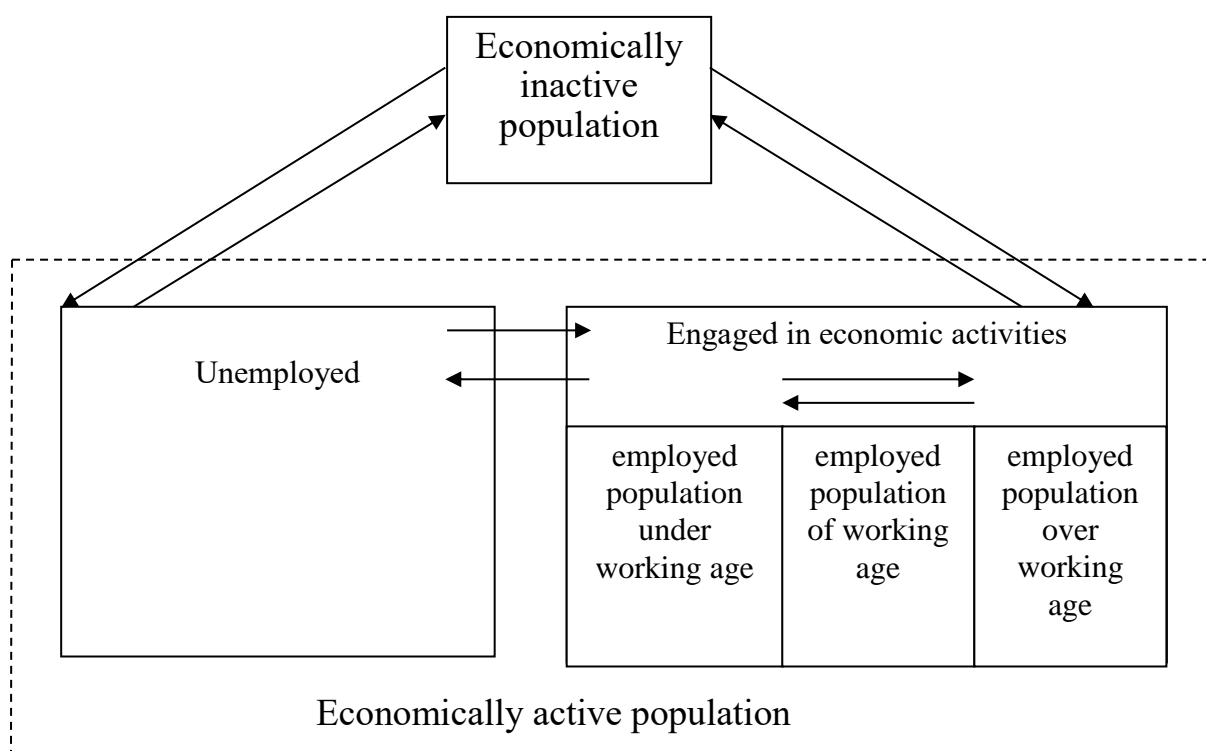 Economically
inactive
population
Engaged in economic activities
Unemployed
employed
population
under
working age
employed
population
of working
age
employed
population
over
working
age
Economically active population